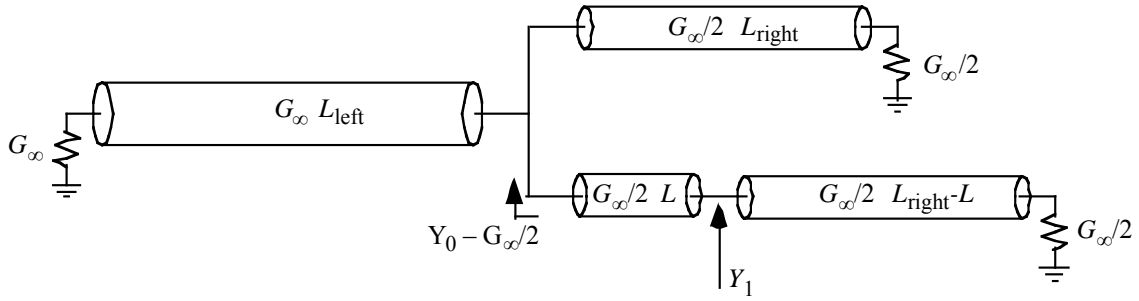 G∞/2 L_right
G∞/2
G∞ L_left
G∞
G∞/2 L
G∞/2 L_right-L
G∞/2
Y₀ – G∞/2
Y₁